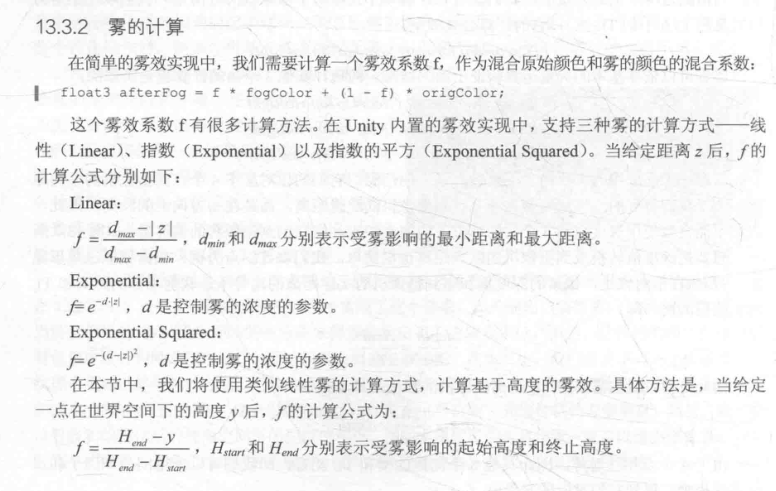 13.3.2 雾的计算
在简单的雾效实现中，我们需要计算一个雾效系数 f，作为混合原始颜色和雾的颜色的混合系数：
float3 afterFog = f * fogColor + (1 - f) * origColor;
这个雾效系数 f 有很多计算方法。在 Unity 内置的雾效实现中，支持三种雾的计算方式——线
性（Linear）、指数（Exponential）以及指数的平方（Exponential Squared）。当给定距离 z 后，f 的
计算公式分别如下：
Linear：
f = \frac{d_{max}-|z|}{d_{max}-d_{min}}，d_{min} 和 d_{max} 分别表示受雾影响的最小距离和最大距离。
Exponential：
f=e^{-d·|z|}，d 是控制雾的浓度的参数。
Exponential Squared：
f=e^{-(d-|z|)^2}，d 是控制雾的浓度的参数。
在本节中，我们将使用类似线性雾的计算方式，计算基于高度的雾效。具体方法是，当给定
一点在世界空间下的高度 y 后，f 的计算公式为：
f = \frac{H_{end}-y}{H_{end}-H_{start}}，H_{start} 和 H_{end} 分别表示受雾影响的起始高度和终止高度。